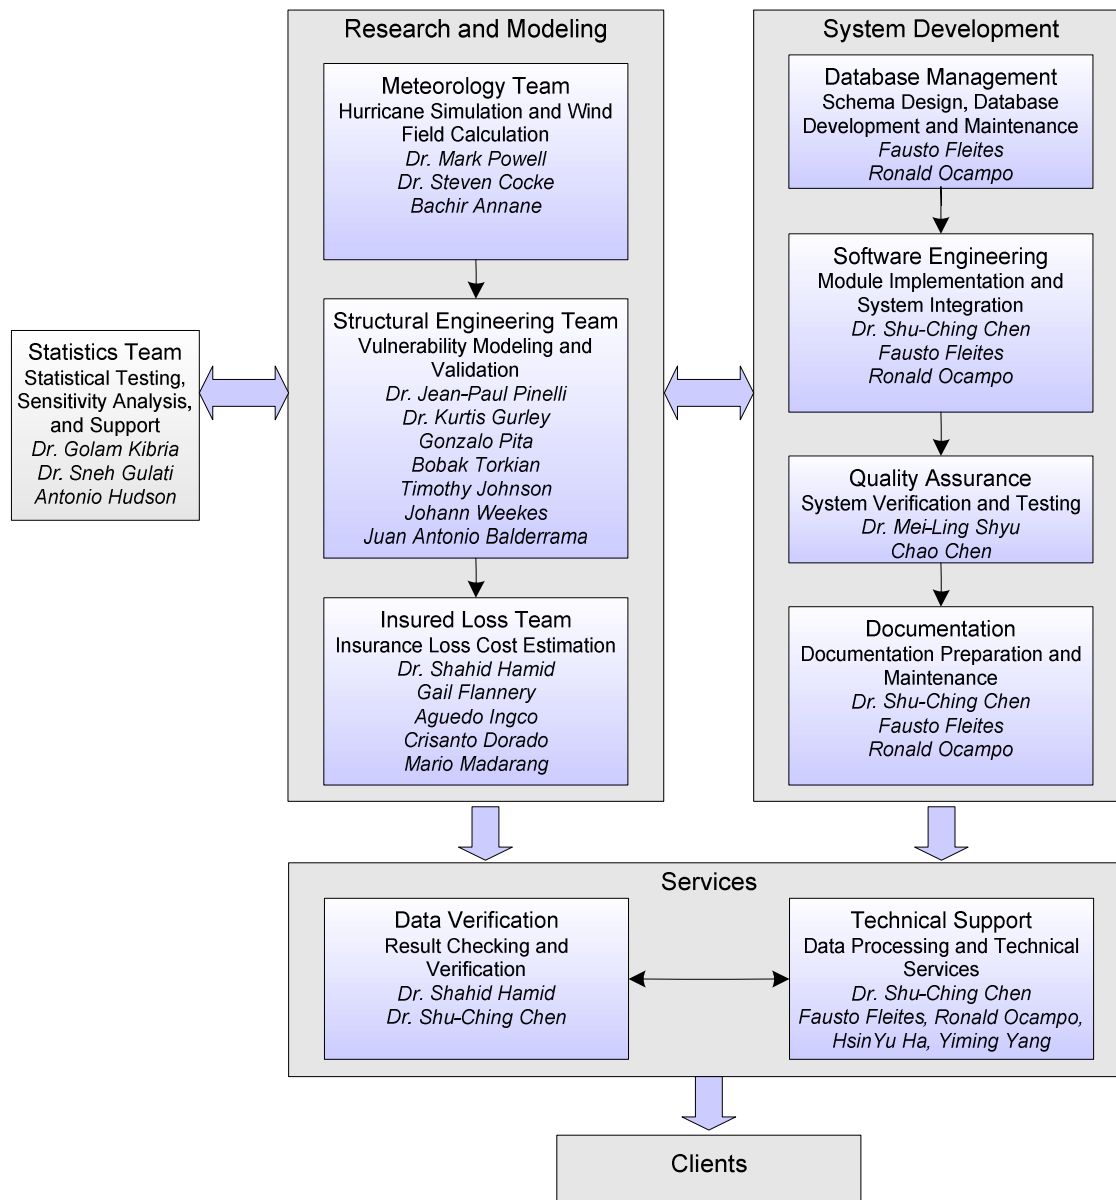 Research and Modeling
Meteorology Team
Hurricane Simulation and Wind
Field Calculation
Dr. Mark Powell
Dr. Steven Cocke
Bachir Annane
Structural Engineering Team
Vulnerability Modeling and
Validation
Dr. Jean-Paul Pinelli
Dr. Kurtis Gurley
Gonzalo Pita
Bobak Torkian
Timothy Johnson
Johann Weekes
Juan Antonio Balderrama
Insured Loss Team
Insurance Loss Cost Estimation
Dr. Shahid Hamid
Gail Flannery
Aguedo Ingco
Crisanto Dorado
Mario Madarang
Statistics Team
Statistical Testing,
Sensitivity Analysis,
and Support
Dr. Golam Kibria
Dr. Sneh Gulati
Antonio Hudson
System Development
Database Management
Schema Design, Database
Development and Maintenance
Fausto Fleites
Ronald Ocampo
Software Engineering
Module Implementation and
System Integration
Dr. Shu-Ching Chen
Fausto Fleites
Ronald Ocampo
Quality Assurance
System Verification and Testing
Dr. Mei-Ling Shyu
Chao Chen
Documentation
Documentation Preparation and
Maintenance
Dr. Shu-Ching Chen
Fausto Fleites
Ronald Ocampo
Services
Data Verification
Result Checking and
Verification
Dr. Shahid Hamid
Dr. Shu-Ching Chen
Technical Support
Data Processing and Technical
Services
Dr. Shu-Ching Chen
Fausto Fleites, Ronald Ocampo,
HsinYu Ha, Yiming Yang
Clients